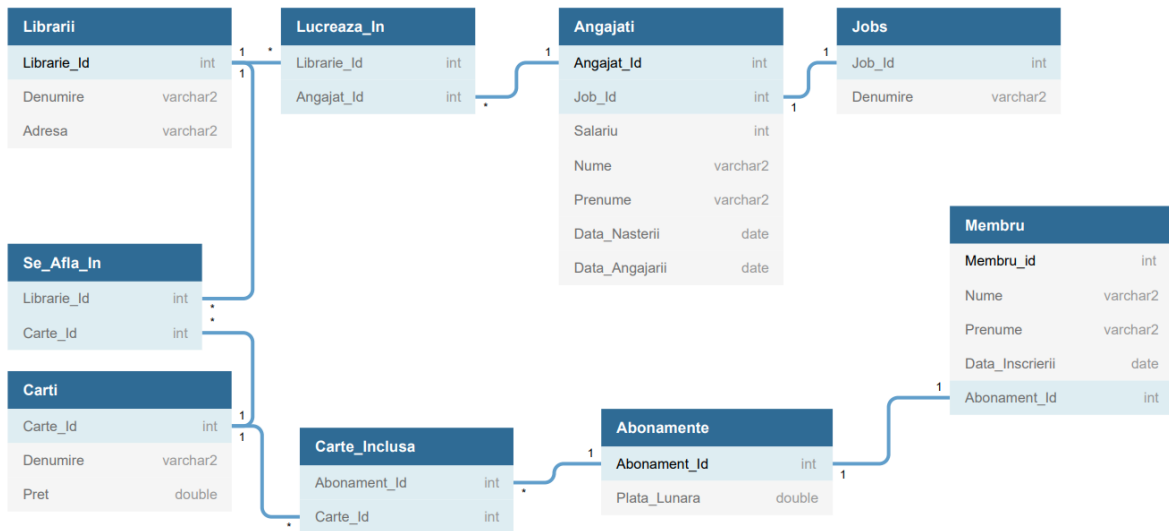 Librarii
Librarie_Id int
Denumire varchar2
Adresa varchar2
1
1
*
Lucreaza_In
Librarie_Id int
Angajat_Id int
*
1
Angajati
Angajat_Id int
Job_Id int
Salariu int
Nume varchar2
Prenume varchar2
Data_Nasterii date
Data_Angajarii date
1
1
Jobs
Job_Id int
Denumire varchar2
Se_Afla_In
Librarie_Id int
Carte_Id int
*
*
Carti
Carte_Id int
Denumire varchar2
Pret double
1
1
*
Carte_Inclusa
Abonament_Id int
Carte_Id int
*
1
Abonamente
Abonament_Id int
Plata_Lunara double
1
1
Membru
Membru_id int
Nume varchar2
Prenume varchar2
Data_Inscrierii date
Abonament_Id int